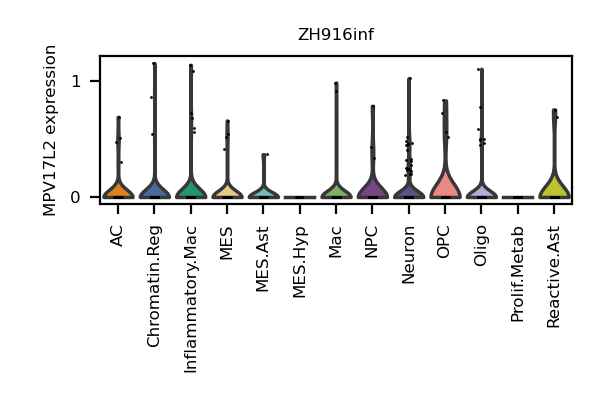 ZH916inf
MPV17L2 expression
1
0
AC
Chromatin.Reg
Inflammatory.Mac
MES
MES.Ast
MES.Hyp
Mac
NPC
Neuron
OPC
Oligo
Prolif.Metab
Reactive.Ast